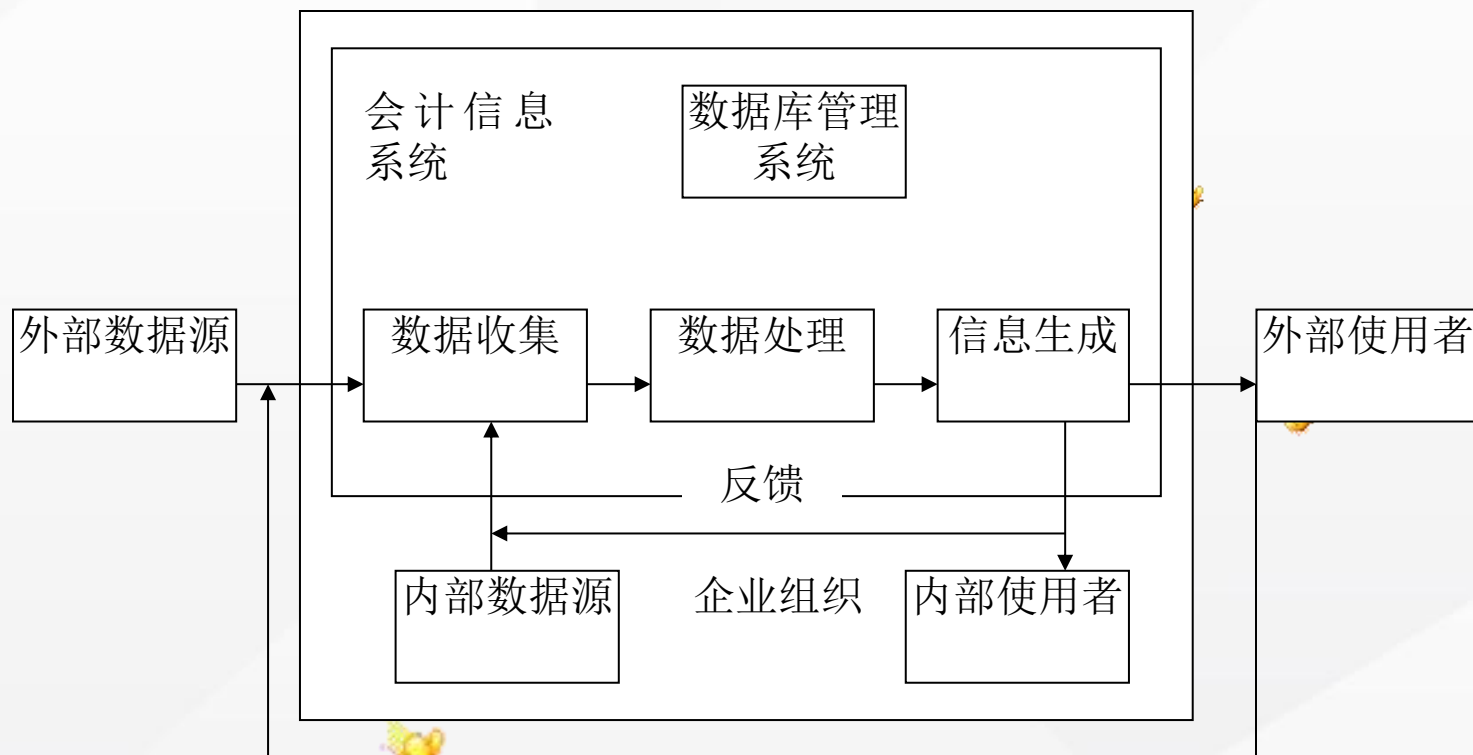 会计信息
系统
数据库管理
系统
外部数据源
数据收集
数据处理
信息生成
外部使用者
反馈
内部数据源
企业组织
内部使用者